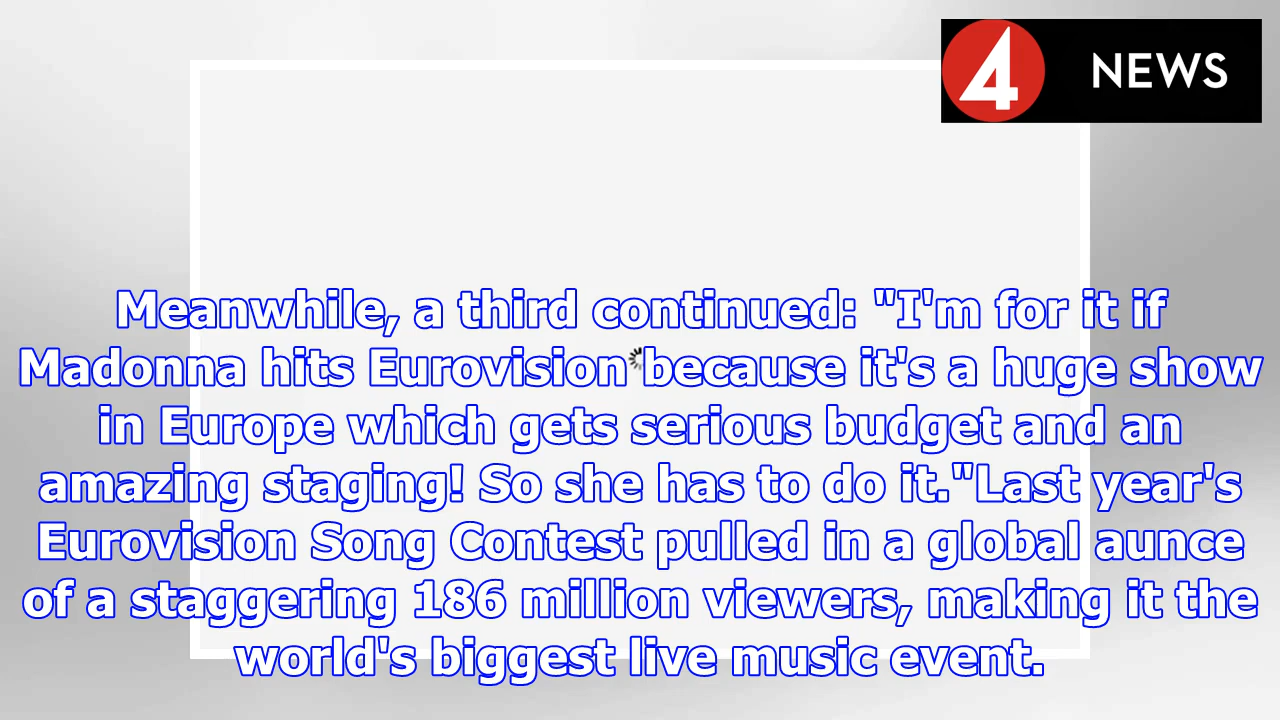 4 NEWS
Meanwhile, a third continued: "I'm for it if
Madonna hits Eurovision because it's a huge show
in Europe which gets serious budget and an
amazing staging! So she has to do it."Last year's
Eurovision Song Contest pulled in a global aunce
of a staggering 186 million viewers, making it the
world's biggest live music event.